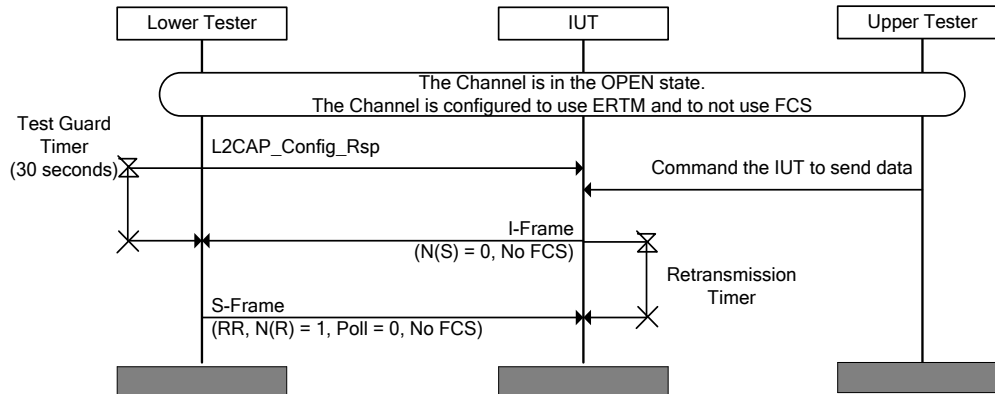 Lower Tester
IUT
Upper Tester
The Channel is in the OPEN state.
The Channel is configured to use ERTM and to not use FCS
Test Guard
Timer
(30 seconds)
L2CAP_Config_Rsp
Command the IUT to send data
I-Frame
(N(S) = 0, No FCS)
Retransmission
Timer
S-Frame
(RR, N(R) = 1, Poll = 0, No FCS)